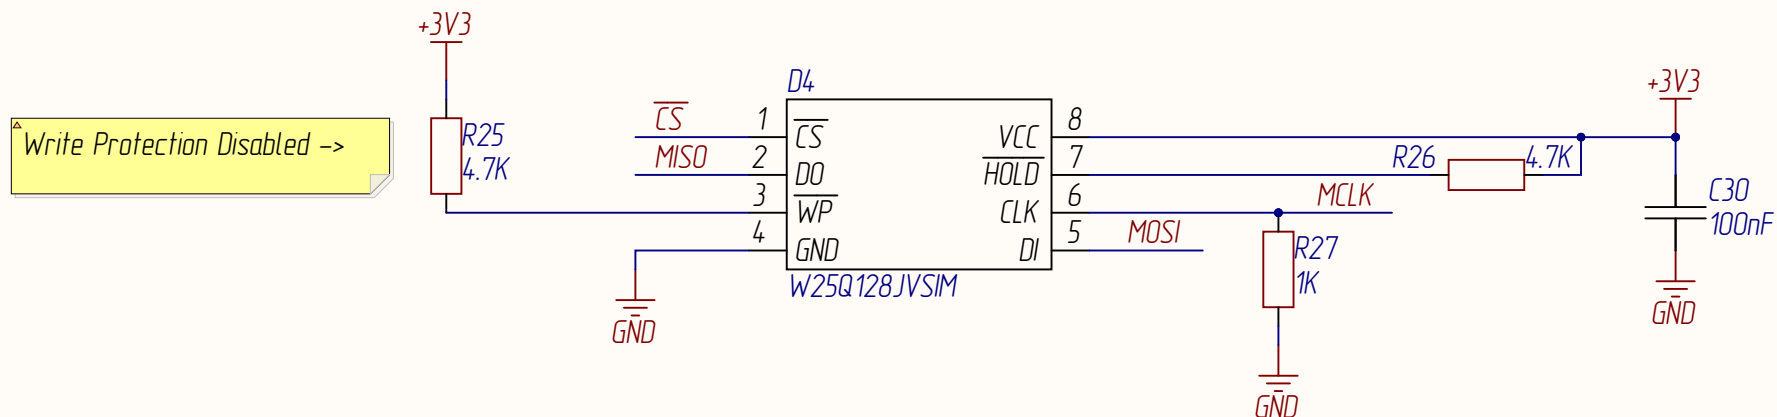 +3V3
Write Protection Disabled ->
R25
4.7K
D4
CS
MISO
1
2
3
4
CS
DO
WP
GND
VCC
HOLD
CLK
DI
8
7
6
5
W25Q128JVSIM
GND
R26
4.7K
MCLK
MOSI
R27
1K
GND
+3V3
C30
100nF
GND